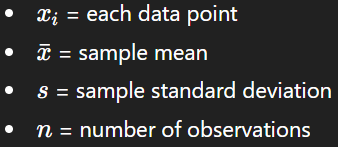 • xᵢ = each data point
• x̄ = sample mean
• s = sample standard deviation
• n = number of observations